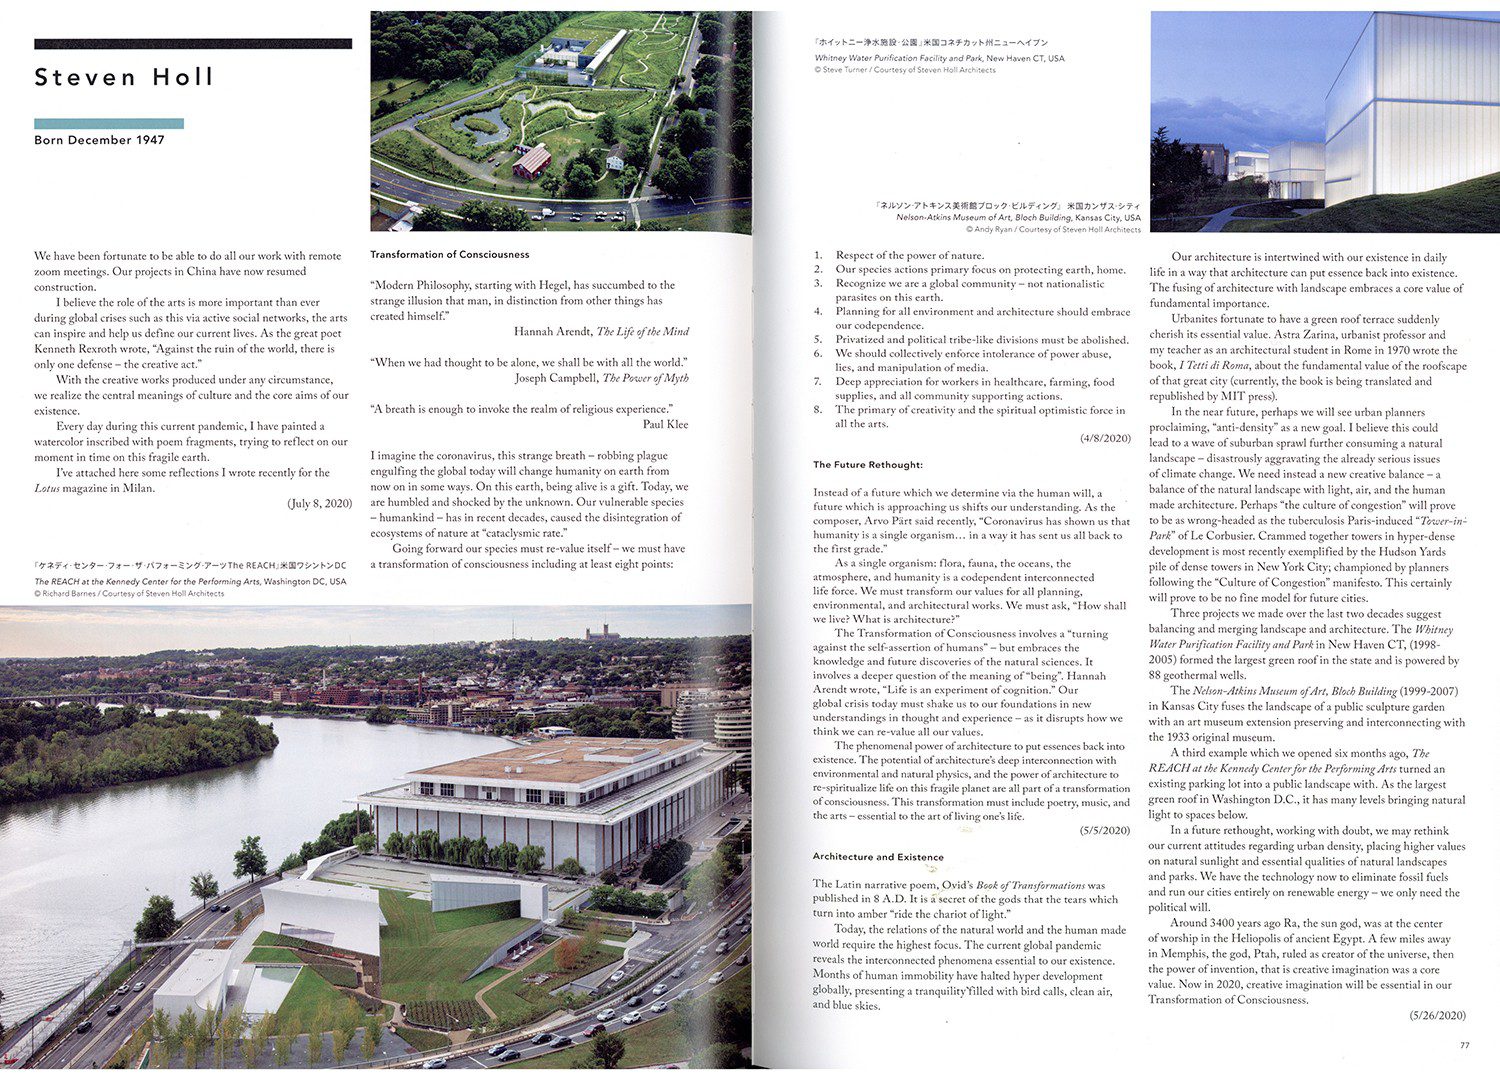 Steven Holl
Born December 1947
We have been fortunate to be able to do all our work with remote
zoom meetings. Our projects in China have now resumed
construction.
I believe the role of the arts is more important than ever
during global crises such as this via active social networks, the arts
can inspire and help us define our current lives. As the great poet
Kenneth Rexroth wrote, “Against the ruin of the world, there is
only one defense – the creative act.”
With the creative works produced under any circumstance,
we realize the central meanings of culture and the core aims of our
existence.
Every day during this current pandemic, I have painted a
watercolor inscribed with poem fragments, trying to reflect on our
moment in time on this fragile earth.
I’ve attached here some reflections I wrote recently for the
Lotus magazine in Milan.
(July 8, 2020)
「ケネディ・センター・フォー・ザ・パフォーミング・アーツThe REACH」米国ワシントンDC
The REACH at the Kennedy Center for the Performing Arts, Washington DC, USA
© Richard Barnes / Courtesy of Steven Holl Architects
Transformation of Consciousness
“Modern Philosophy, starting with Hegel, has succumbed to the
strange illusion that man, in distinction from other things has
created himself.”
Hannah Arendt, The Life of the Mind
“When we had thought to be alone, we shall be with all the world.”
Joseph Campbell, The Power of Myth
“A breath is enough to invoke the realm of religious experience.”
Paul Klee
I imagine the coronavirus, this strange breath – robbing plague
engulfing the global today will change humanity on earth from
now on in some ways. On this earth, being alive is a gift. Today, we
are humbled and shocked by the unknown. Our vulnerable species
– humankind – has in recent decades, caused the disintegration of
ecosystems of nature at “cataclysmic rate.”
Going forward our species must re-value itself – we must have
a transformation of consciousness including at least eight points:
「ホイットニー浄水施設・公園」米国コネチカット州ニューヘイブン
Whitney Water Purification Facility and Park, New Haven CT, USA
© Steve Turner / Courtesy of Steven Holl Architects
「ネルソン・アトキンス美術館ブロック・ビルディング」 米国カンザス・シティ
Nelson-Atkins Museum of Art, Bloch Building, Kansas City, USA
© Andy Ryan / Courtesy of Steven Holl Architects
1. Respect of the power of nature.
2. Our species actions primary focus on protecting earth, home.
3. Recognize we are a global community – not nationalistic
parasites on this earth.
4. Planning for all environment and architecture should embrace
our codependence.
5. Privatized and political tribe-like divisions must be abolished.
6. We should collectively enforce intolerance of power abuse,
lies, and manipulation of media.
7. Deep appreciation for workers in healthcare, farming, food
supplies, and all community supporting actions.
8. The primary of creativity and the spiritual optimistic force in
all the arts.
(4/8/2020)
The Future Rethought:
Instead of a future which we determine via the human will, a
future which is approaching us shifts our understanding. As the
composer, Arvo Pärt said recently, “Coronavirus has shown us that
humanity is a single organism… in a way it has sent us all back to
the first grade.”
As a single organism: flora, fauna, the oceans, the
atmosphere, and humanity is a codependent interconnected
life force. We must transform our values for all planning,
environmental, and architectural works. We must ask, “How shall
we live? What is architecture?”
The Transformation of Consciousness involves a “turning
against the self-assertion of humans” – but embraces the
knowledge and future discoveries of the natural sciences. It
involves a deeper question of the meaning of “being”. Hannah
Arendt wrote, “Life is an experiment of cognition.” Our
global crisis today must shake us to our foundations in new
understandings in thought and experience – as it disrupts how we
think we can re-value all our values.
The phenomenal power of architecture to put essences back into
existence. The potential of architecture’s deep interconnection with
environmental and natural physics, and the power of architecture to
re-spiritualize life on this fragile planet are all part of a transformation
of consciousness. This transformation must include poetry, music, and
the arts – essential to the art of living one’s life.
(5/5/2020)
Architecture and Existence
The Latin narrative poem, Ovid’s Book of Transformations was
published in 8 A.D. It is a secret of the gods that the tears which
turn into amber “ride the chariot of light.”
Today, the relations of the natural world and the human made
world require the highest focus. The current global pandemic
reveals the interconnected phenomena essential to our existence.
Months of human immobility have halted hyper development
globally, presenting a tranquility filled with bird calls, clean air,
and blue skies.
Our architecture is intertwined with our existence in daily
life in a way that architecture can put essence back into existence.
The fusing of architecture with landscape embraces a core value of
fundamental importance.
Urbanites fortunate to have a green roof terrace suddenly
cherish its essential value. Astra Zarina, urbanist professor and
my teacher as an architectural student in Rome in 1970 wrote the
book, I Tetti di Roma, about the fundamental value of the roofscape
of that great city (currently, the book is being translated and
republished by MIT press).
In the near future, perhaps we will see urban planners
proclaiming, “anti-density” as a new goal. I believe this could
lead to a wave of suburban sprawl further consuming a natural
landscape – disastrously aggravating the already serious issues
of climate change. We need instead a new creative balance – a
balance of the natural landscape with light, air, and the human
made architecture. Perhaps “the culture of congestion” will prove
to be as wrong-headed as the tuberculosis Paris-induced “Tower-in-
Park” of Le Corbusier. Crammed together towers in hyper-dense
development is most recently exemplified by the Hudson Yards
pile of dense towers in New York City; championed by planners
following the “Culture of Congestion” manifesto. This certainly
will prove to be no fine model for future cities.
Three projects we made over the last two decades suggest
balancing and merging landscape and architecture. The Whitney
Water Purification Facility and Park in New Haven CT, (1998-
2005) formed the largest green roof in the state and is powered by
88 geothermal wells.
The Nelson-Atkins Museum of Art, Bloch Building (1999-2007)
in Kansas City fuses the landscape of a public sculpture garden
with an art museum extension preserving and interconnecting with
the 1933 original museum.
A third example which we opened six months ago, The
REACH at the Kennedy Center for the Performing Arts turned an
existing parking lot into a public landscape with. As the largest
green roof in Washington D.C., it has many levels bringing natural
light to spaces below.
In a future rethought, working with doubt, we may rethink
our current attitudes regarding urban density, placing higher values
on natural sunlight and essential qualities of natural landscapes
and parks. We have the technology now to eliminate fossil fuels
and run our cities entirely on renewable energy – we only need the
political will.
Around 3400 years ago Ra, the sun god, was at the center
of worship in the Heliopolis of ancient Egypt. A few miles away
in Memphis, the god, Ptah, ruled as creator of the universe, then
the power of invention, that is creative imagination was a core
value. Now in 2020, creative imagination will be essential in our
Transformation of Consciousness.
(5/26/2020)
77